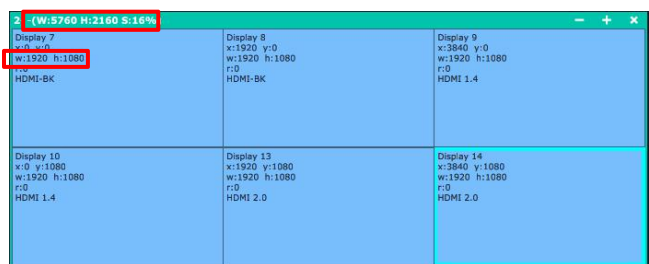 2 -(W:5760 H:2160 S:16%)
Display 7
x:0 y:0
w:1920 h:1080
r:0
HDMI-BK
Display 8
x:1920 y:0
w:1920 h:1080
r:0
HDMI-BK
Display 9
x:3840 y:0
w:1920 h:1080
r:0
HDMI 1.4
Display 10
x:0 y:1080
w:1920 h:1080
r:0
HDMI 1.4
Display 13
x:1920 y:1080
w:1920 h:1080
r:0
HDMI 2.0
Display 14
x:3840 y:1080
w:1920 h:1080
r:0
HDMI 2.0